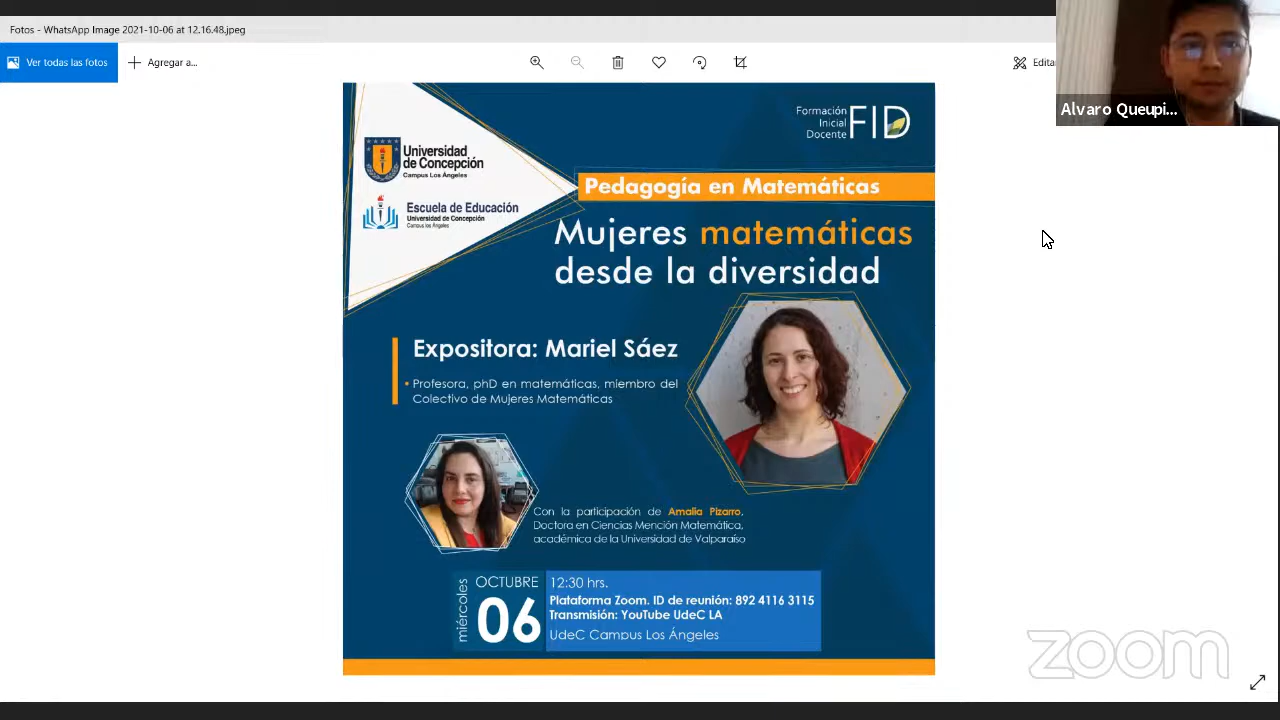 Fotos - WhatsApp Image 2021-10-06 at 12.16.48.jpeg
Ver todas las fotos
Agregar a...
Edita
Alvaro Queupi...
Formación
Inicial
Docente
FID
Universidad
de Concepción
Campus Los Ángeles
Escuela de Educación
Universidad de Concepción
Campus los Ángeles
Pedagogía en Matemáticas
Mujeres matemáticas
desde la diversidad
Expositora: Mariel Sáez
• Profesora, phD en matemáticas, miembro del
Colectivo de Mujeres Matemáticas
Con la participación de Amalia Pizarro,
Doctora en Ciencias Mención Matemática,
académica de la Universidad de Valparaíso
miércoles
OCTUBRE
06
12:30 hrs.
Plataforma Zoom. ID de reunión: 892 4116 3115
Transmisión: YouTube UdeC LA
UdeC Campus Los Ángeles
zoom